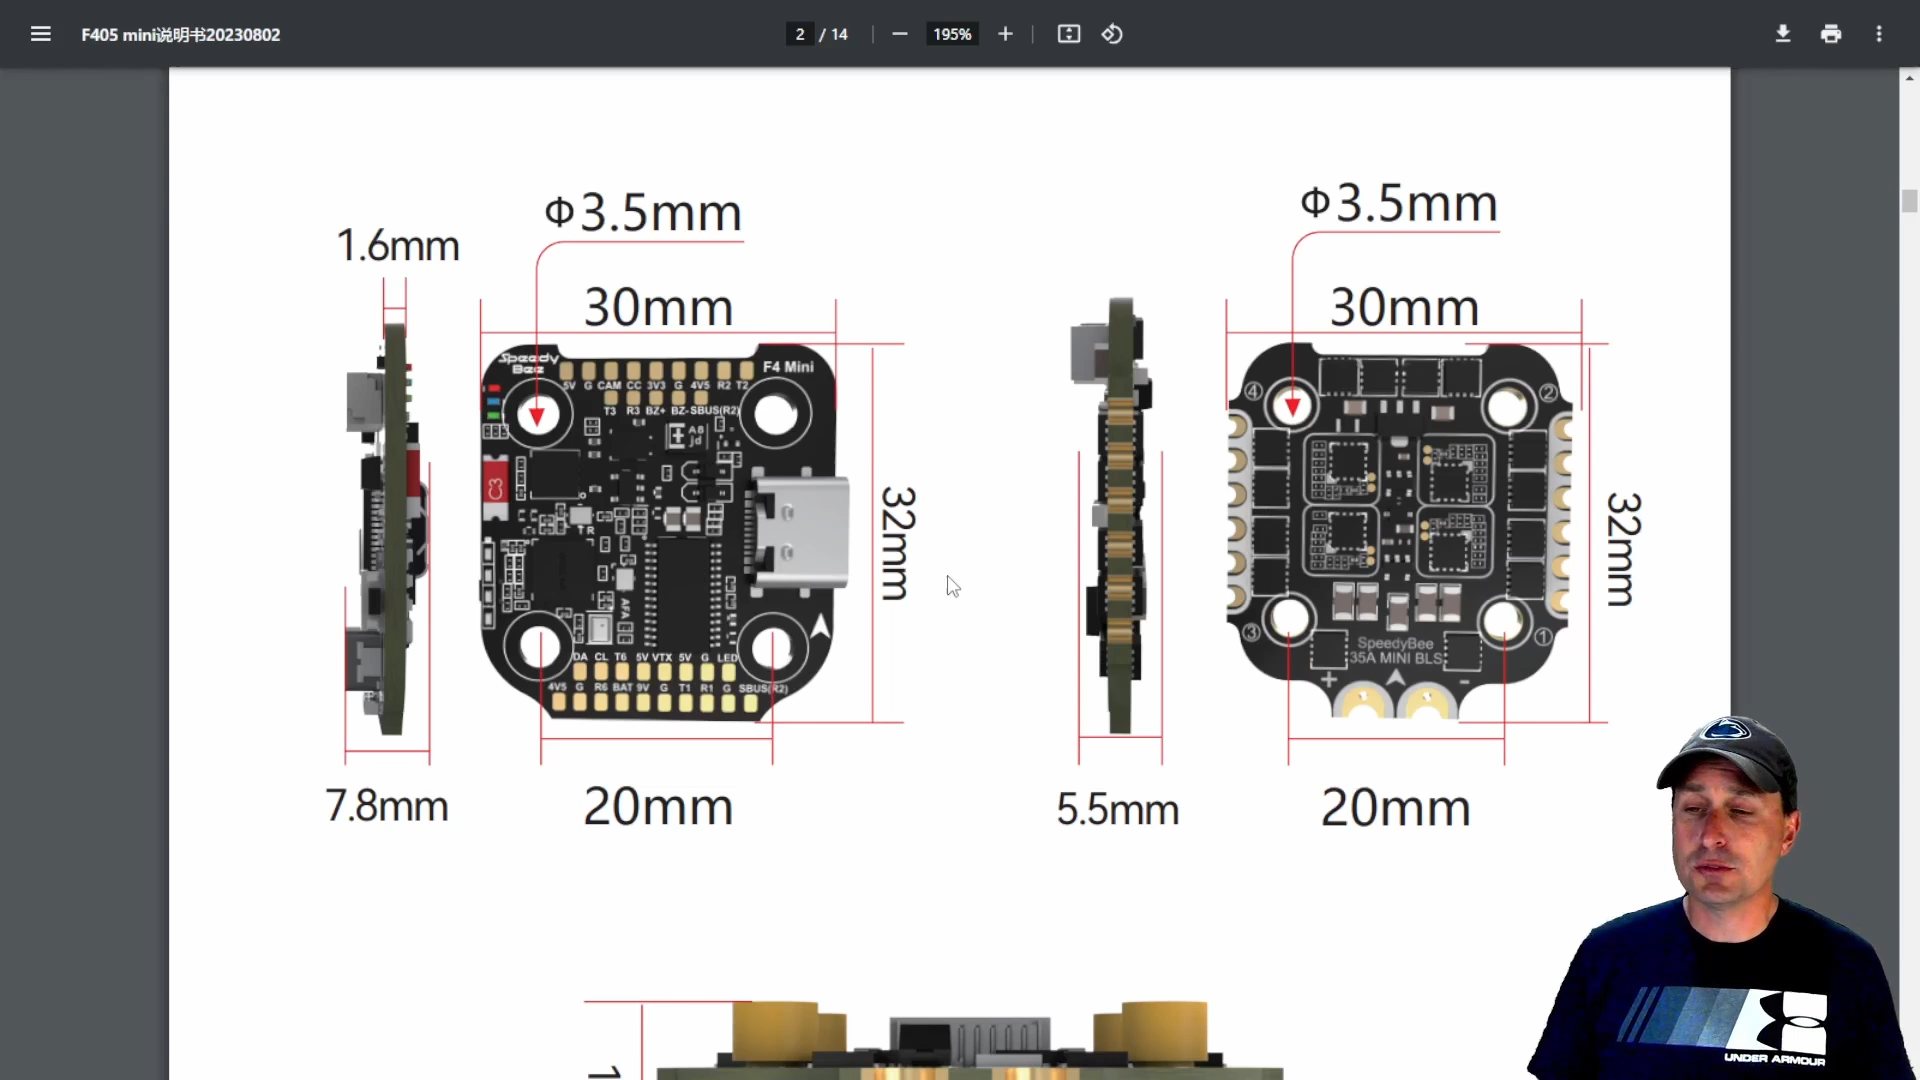 F405 mini说明书20230802
2 / 14
195%
Φ3.5mm
1.6mm
30mm
Speedy
Bee
F4 Mini
5V G CAM CC 3V3 G 4V5 R2 T2
T3 R3 BZ+ BZ- SBUS(R2)
C3
32mm
DA CL T6 5V VTX 5V G LED
4V5 G R6 BAT 9V G T1 R1 G SBUS(R2)
7.8mm
20mm
Φ3.5mm
30mm
④
②
③
①
SpeedyBee
35A MINI BLS
+ -
32mm
5.5mm
20mm
UNDER ARMOUR